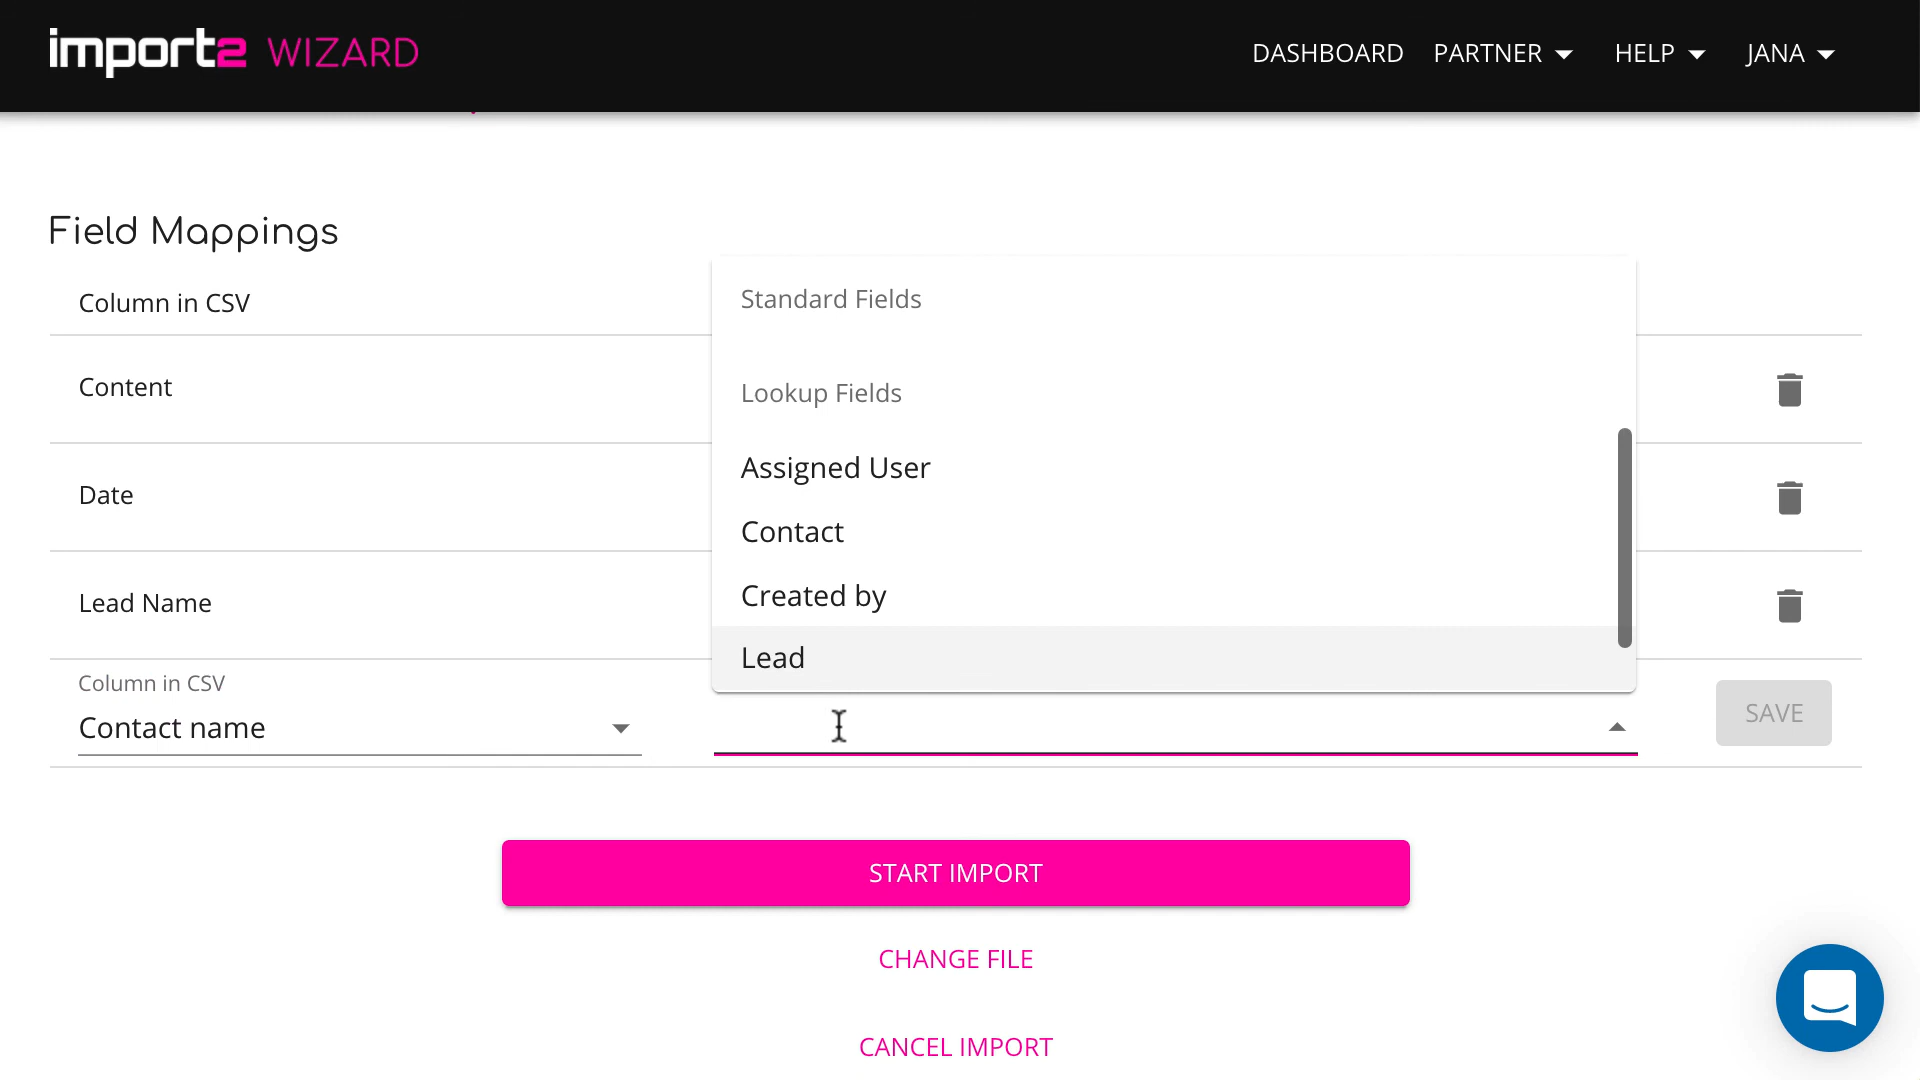 import2 WIZARD
DASHBOARD PARTNER HELP JANA
Field Mappings
Column in CSV
Standard Fields
Lookup Fields
Content
Assigned User
Date
Contact
Created by
Lead Name
Lead
Column in CSV
Contact name
SAVE
START IMPORT
CHANGE FILE
CANCEL IMPORT